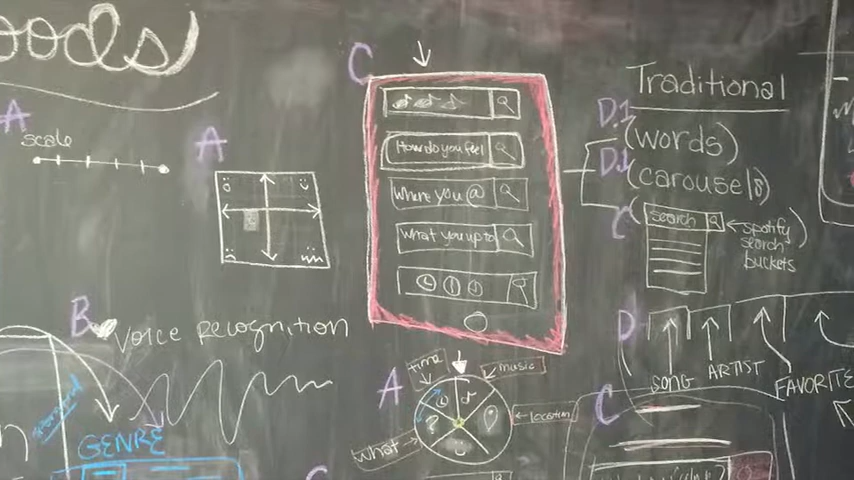 oods
A
scale
A
B
voice recognition
GENRE
C
How do you feel
Where you @
What you up to
time
music
A
location
?
what
C
Traditional
D.1
(words)
D.1
(carousels)
C
search
spotify
search
buckets
D
SONG
ARTIST
FAVORITE
C